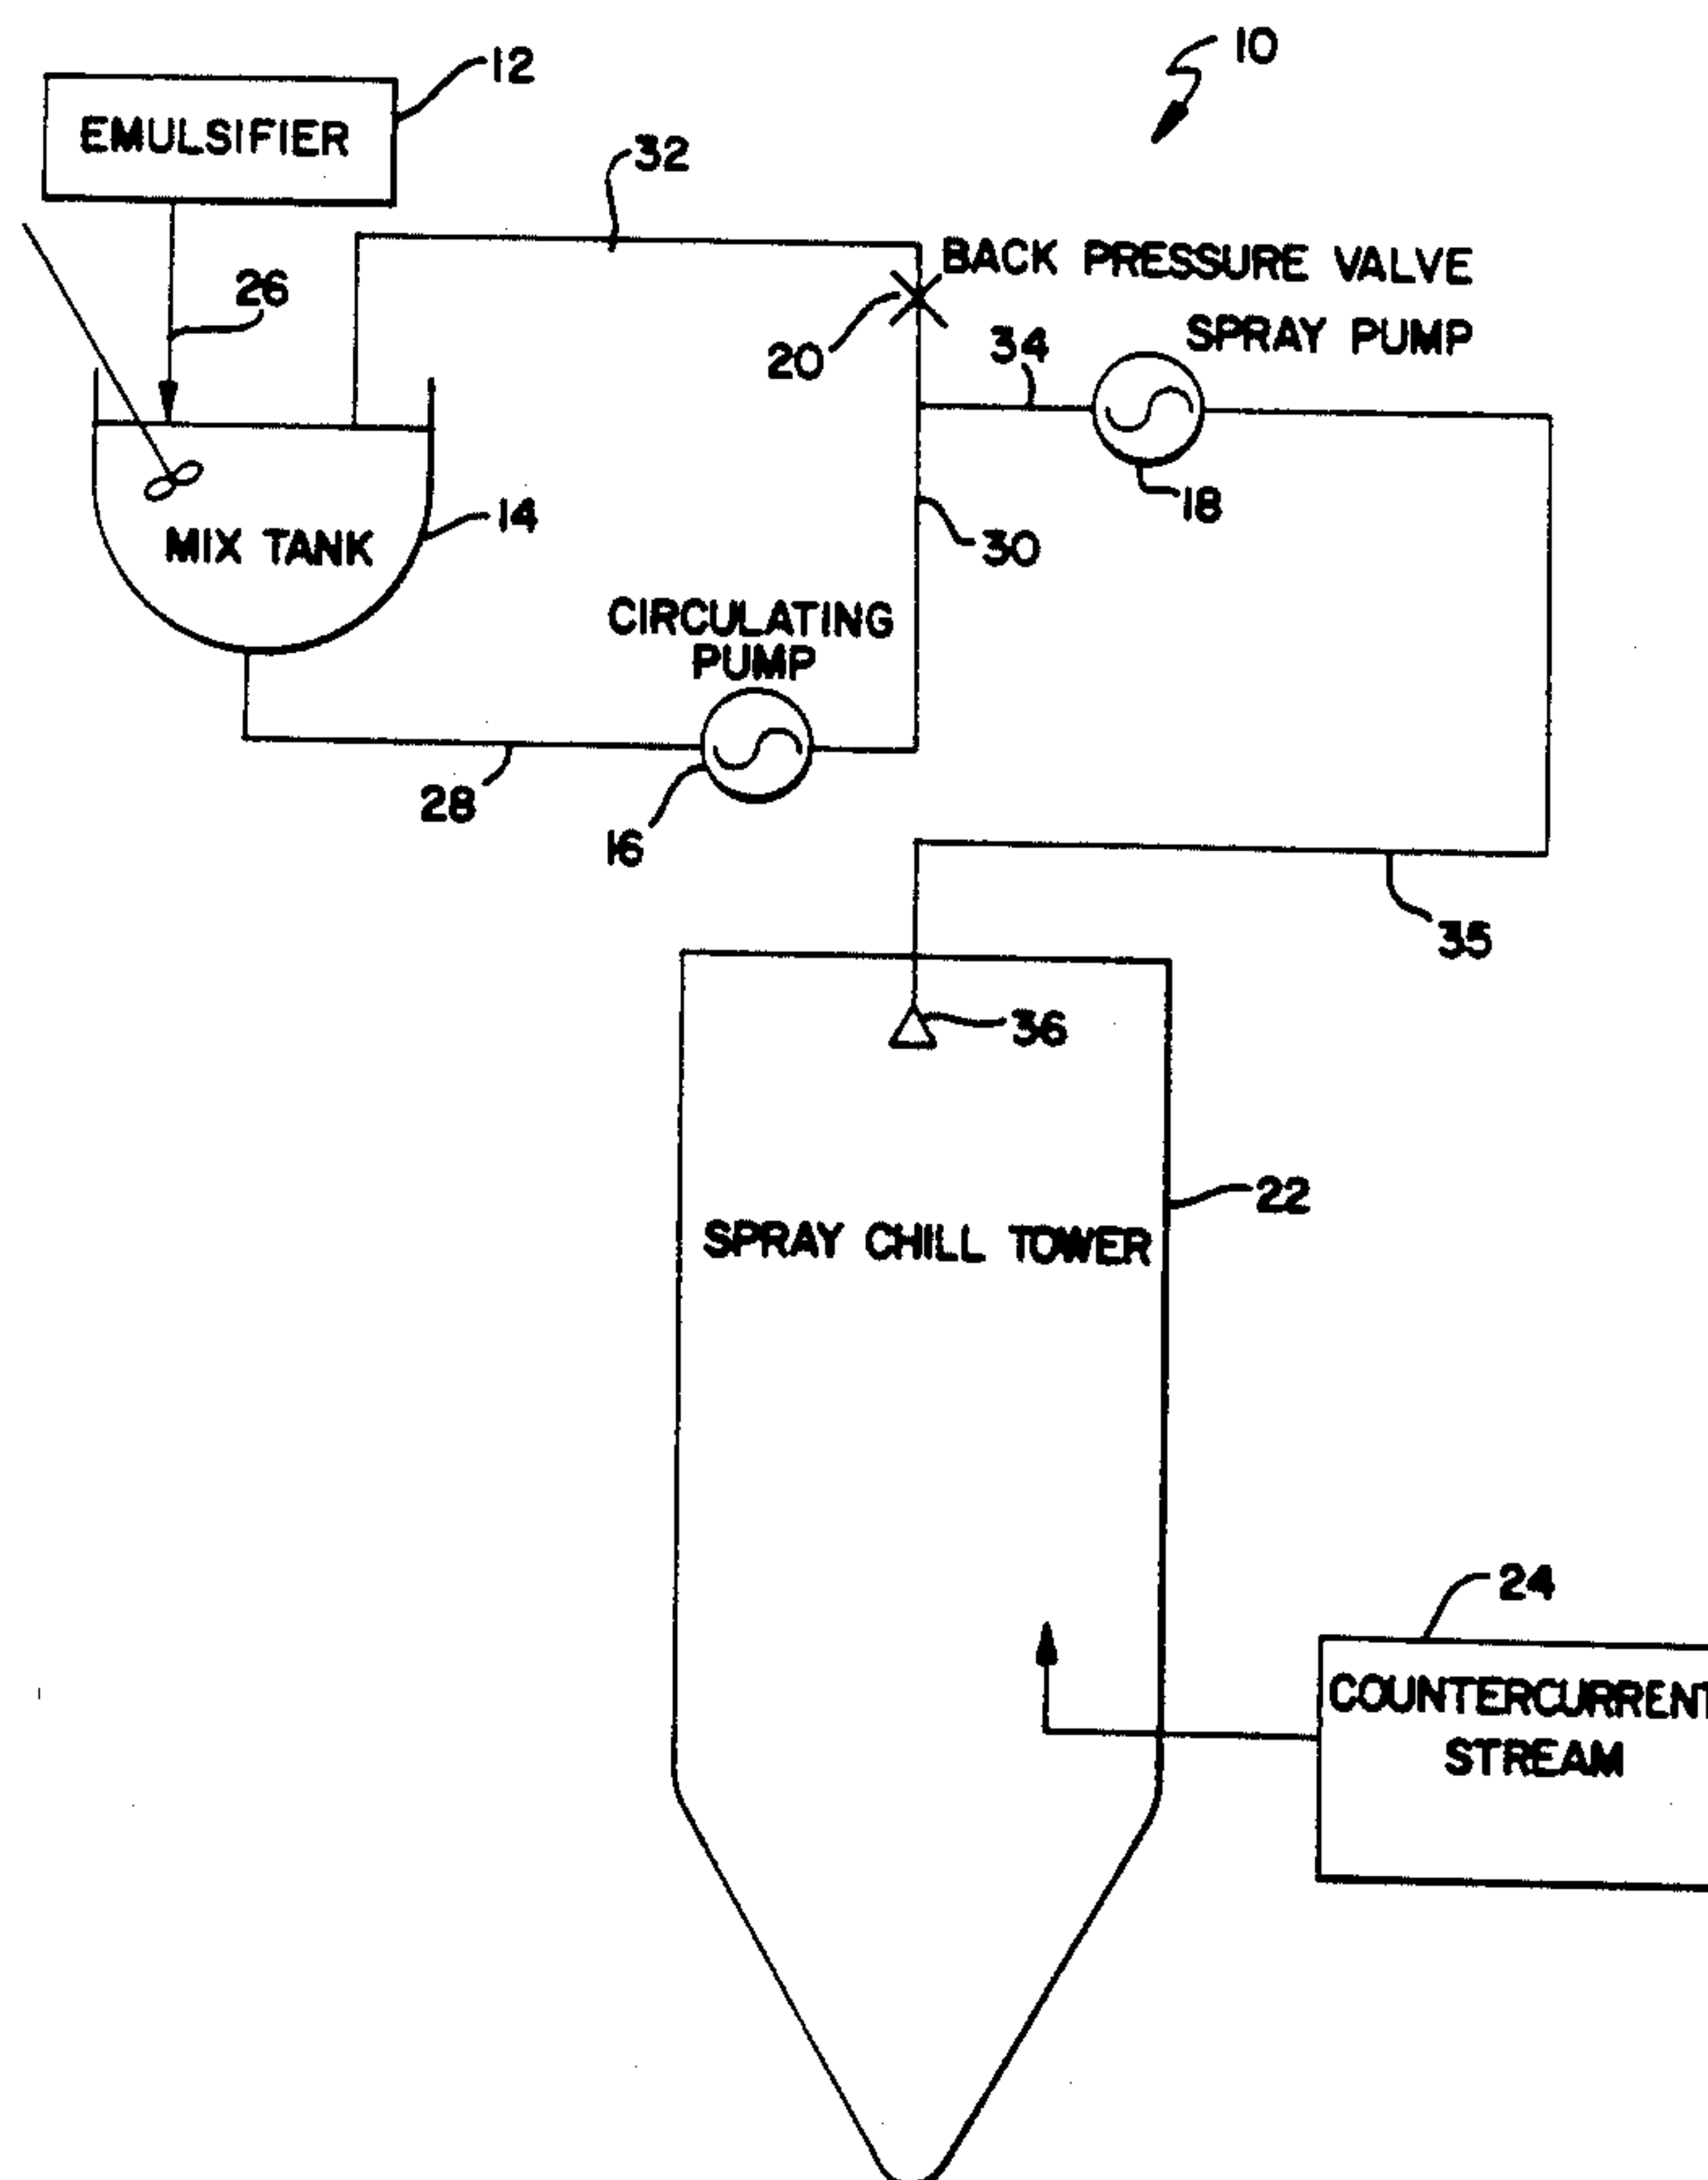 10
12
EMULSIFIER
32
26
BACK PRESSURE VALVE
SPRAY PUMP
34
20
18
14
MIX TANK
30
CIRCULATING
PUMP
28
16
35
36
22
SPRAY CHILL TOWER
24
COUNTERCURRENT
STREAM